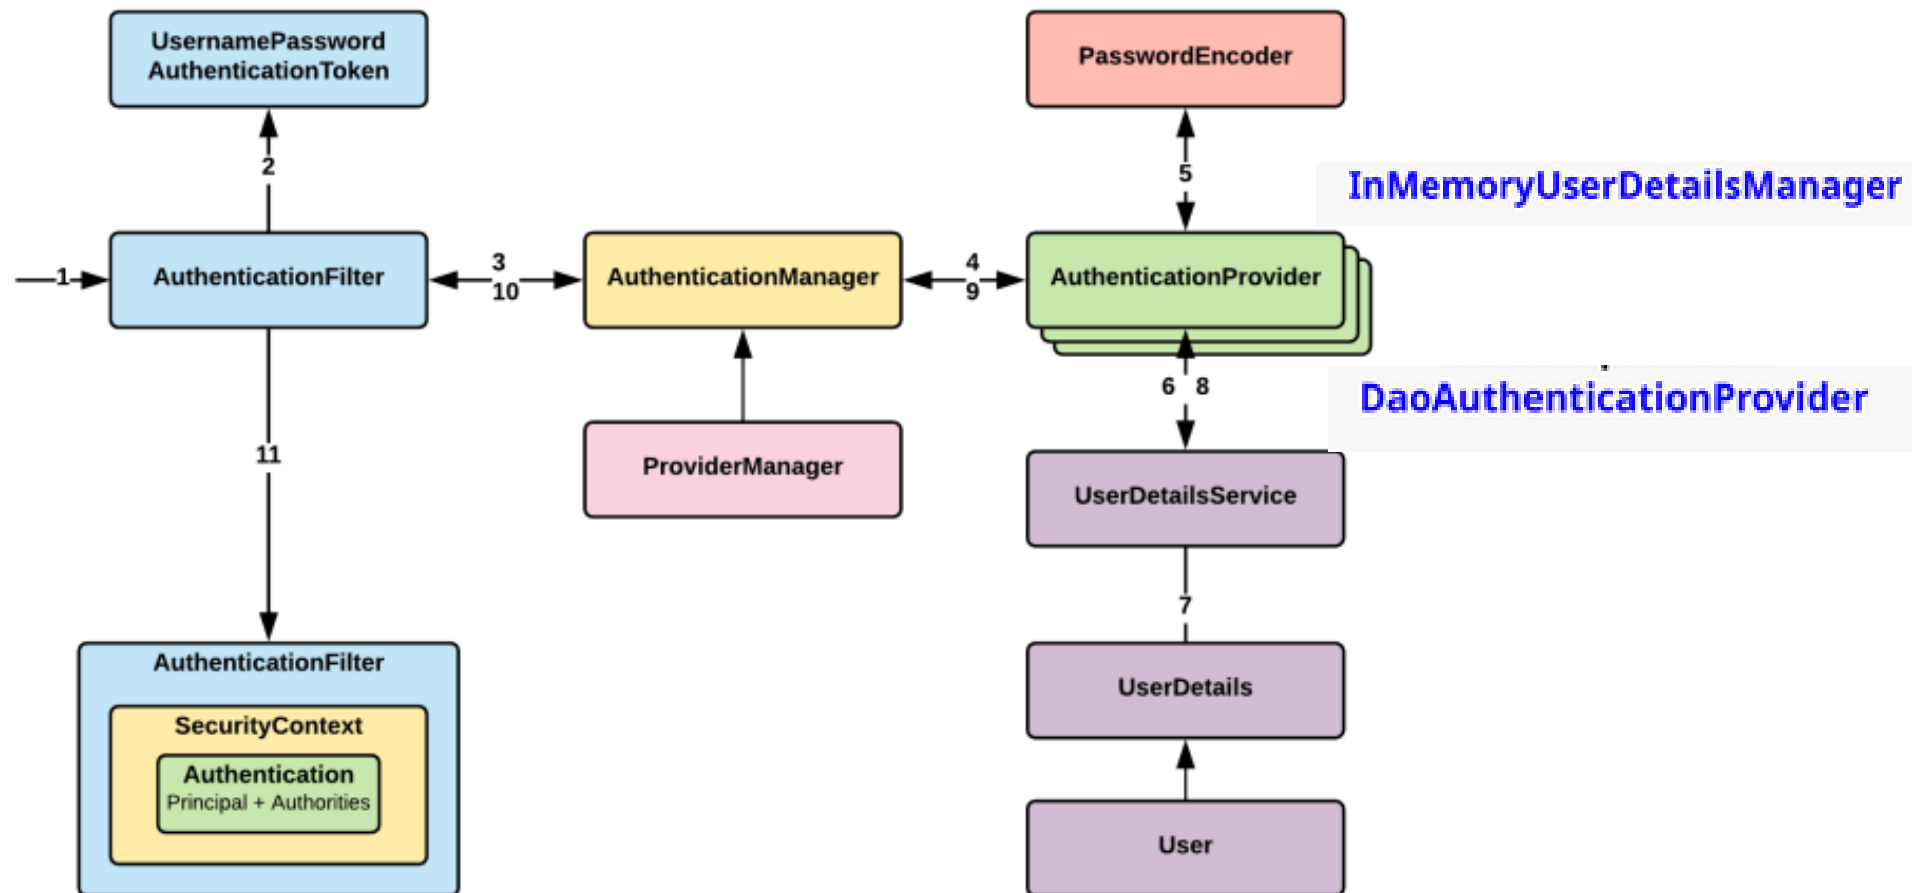 UsernamePassword
AuthenticationToken
PasswordEncoder
2
5
InMemoryUserDetailsManager
1
AuthenticationFilter
3
10
AuthenticationManager
4
9
AuthenticationProvider
6 8
DaoAuthenticationProvider
11
ProviderManager
UserDetailsService
7
AuthenticationFilter
SecurityContext
Authentication
Principal + Authorities
UserDetails
User